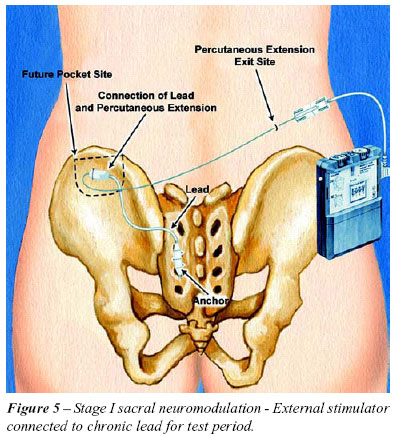 Percutaneous Extension
Exit Site
Future Pocket Site
Connection of Lead
and Percutaneous Extension
Lead
Anchor
Figure 5 – Stage I sacral neuromodulation - External stimulator
connected to chronic lead for test period.